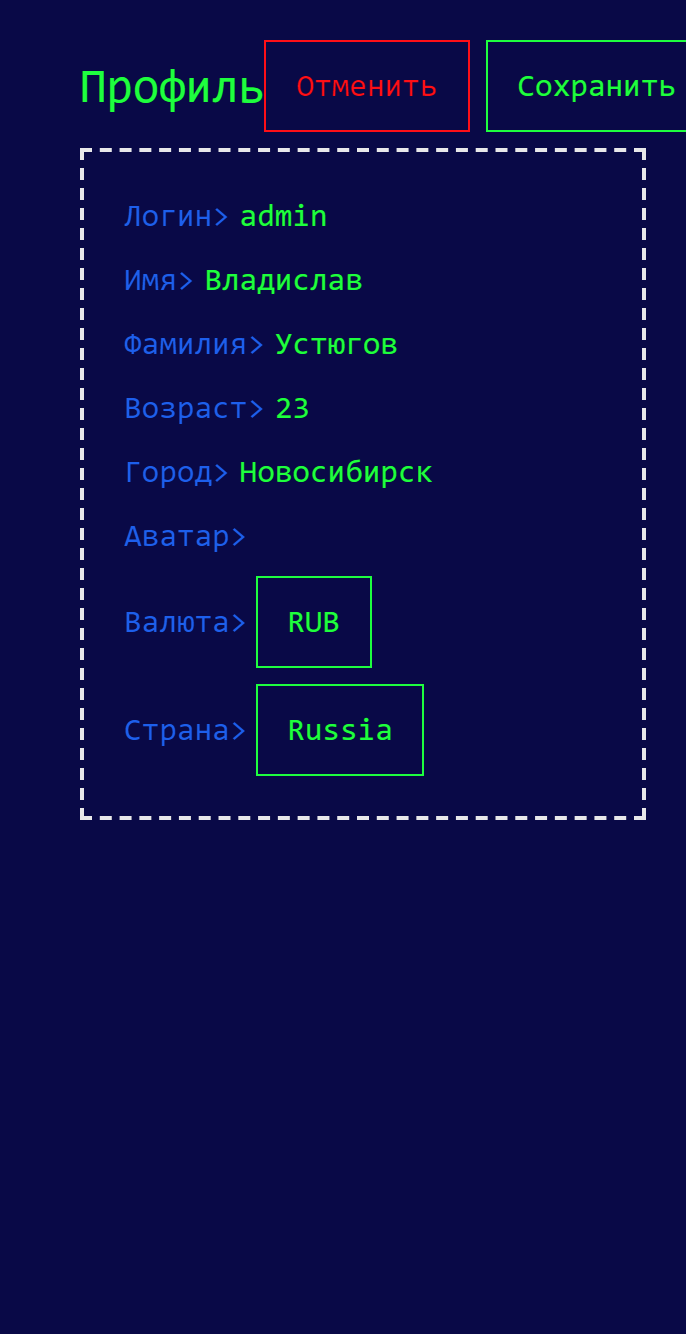 Профиль Отменить Сохранить
Логин> admin
Имя> Владислав
Фамилия> Устюгов
Возраст> 23
Город> Новосибирск
Аватар>
Валюта> RUB
Страна> Russia